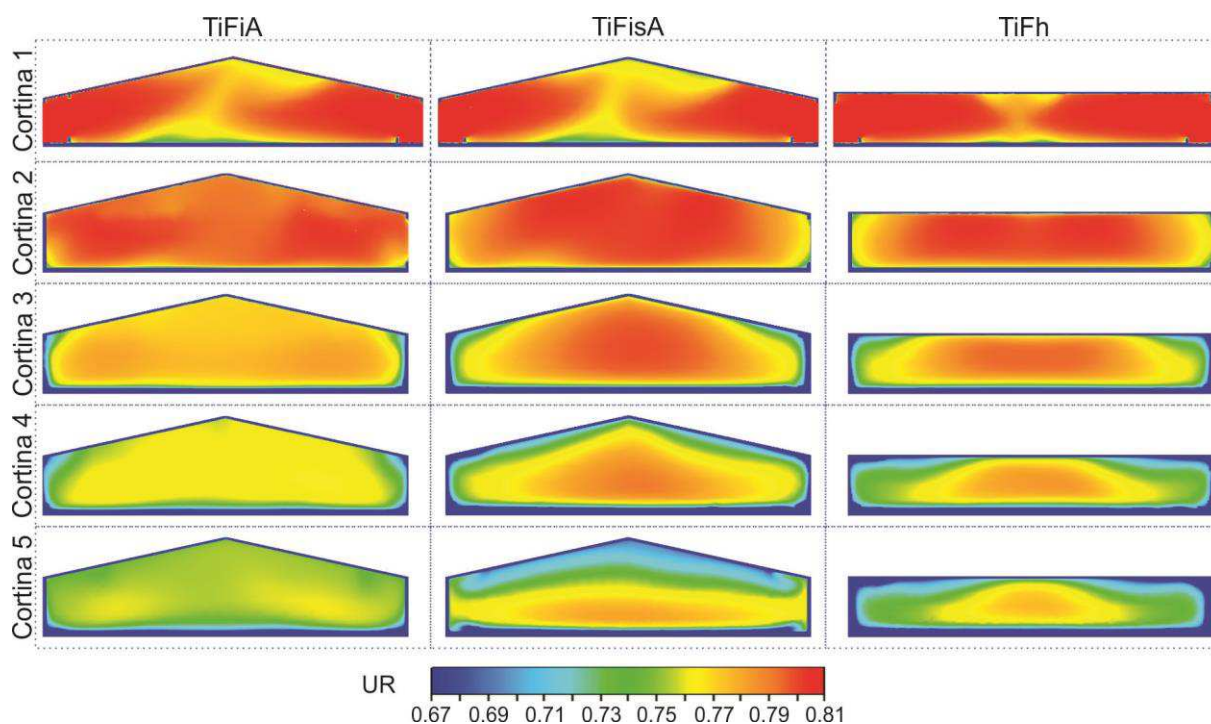 TiFiA TiFisA TiFh
Cortina 1
Cortina 2
Cortina 3
Cortina 4
Cortina 5
UR
0.67 0.69 0.71 0.73 0.75 0.77 0.79 0.81